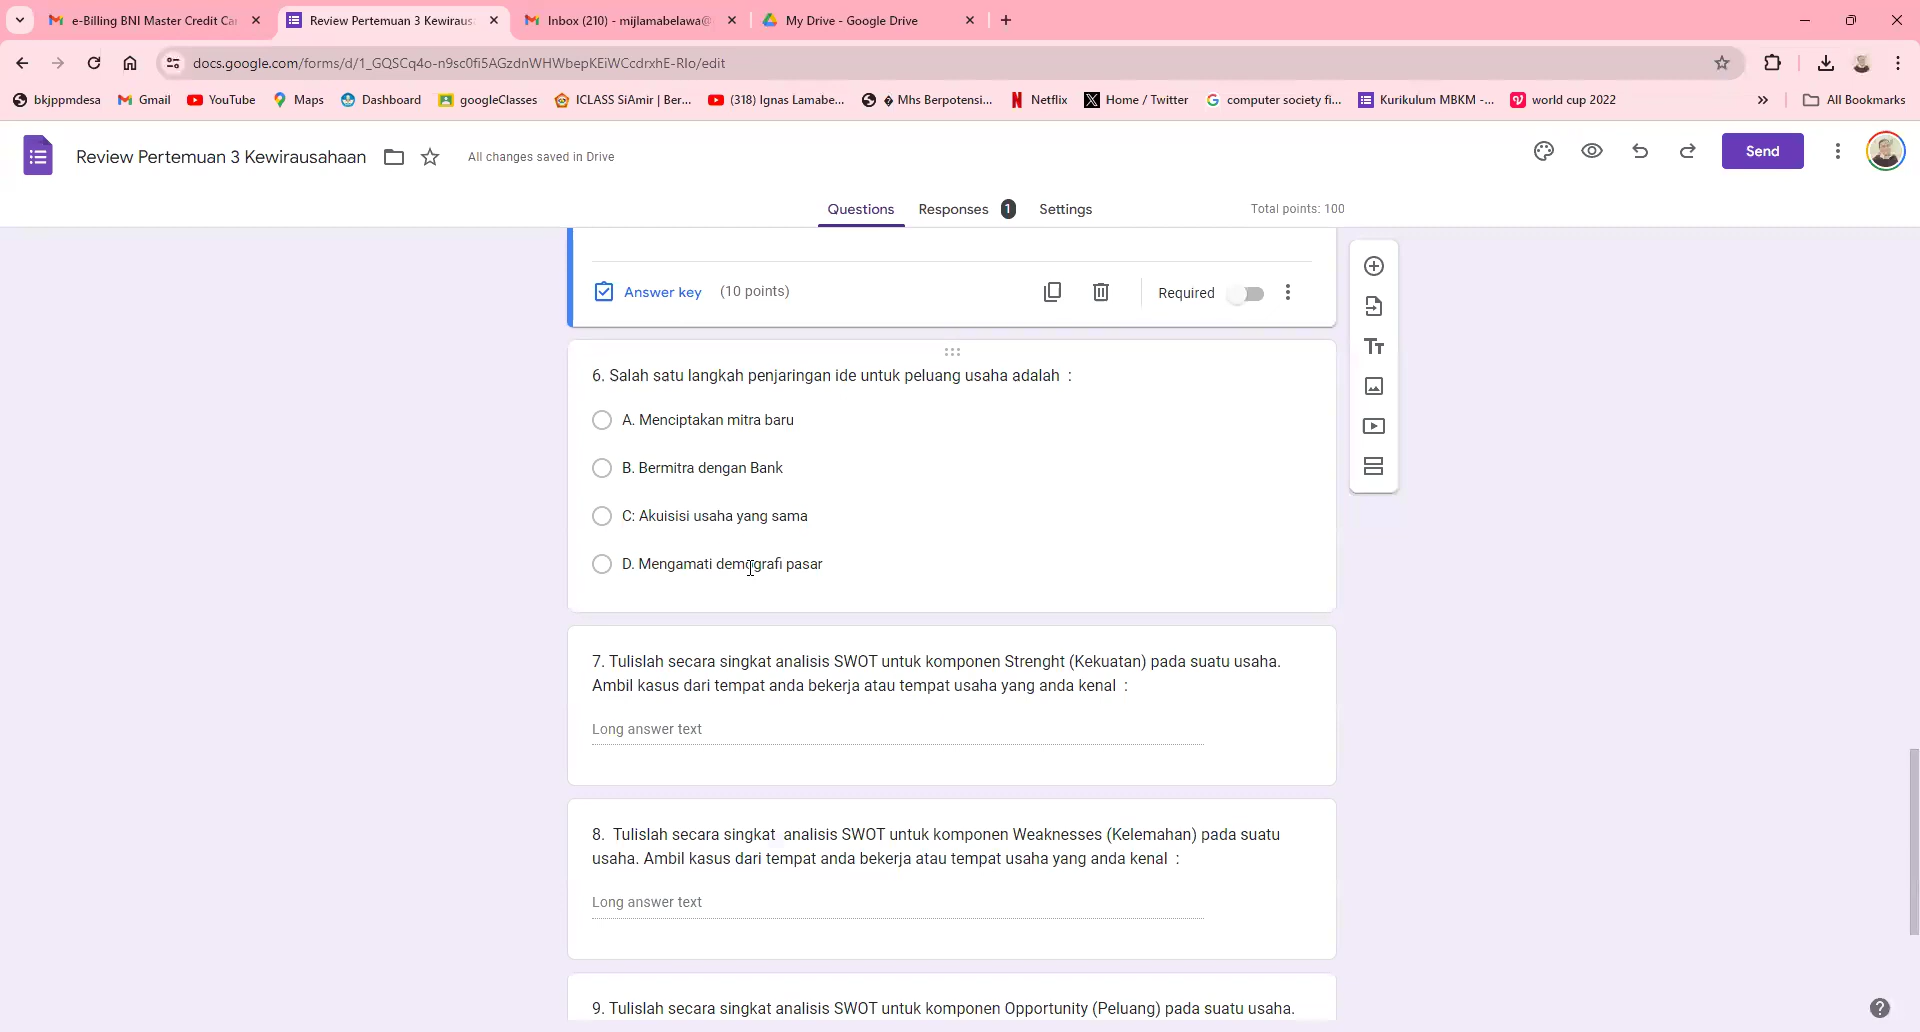 e-Billing BNI Master Credit Car
Review Pertemuan 3 Kewiraus
Inbox (210) - mijlamabelawa@
My Drive - Google Drive
docs.google.com/forms/d/1_GQSCq4o-n9sc0fi5AGzdnWHWbepKEiWCcdrxhE-RIo/edit
bkjppmdesa
Gmail
YouTube
Maps
Dashboard
googleClasses
ICLASS SiAmir | Ber...
(318) Ignas Lamabe...
Mhs Berpotensi...
Netflix
Home / Twitter
computer society fi...
Kurikulum MBKM -...
world cup 2022
All Bookmarks
Review Pertemuan 3 Kewirausahaan
All changes saved in Drive
Send
Questions
Responses 1
Settings
Total points: 100
Answer key (10 points)
Required
6. Salah satu langkah penjaringan ide untuk peluang usaha adalah :
A. Menciptakan mitra baru
B. Bermitra dengan Bank
C: Akuisisi usaha yang sama
D. Mengamati demografi pasar
7. Tulislah secara singkat analisis SWOT untuk komponen Strenght (Kekuatan) pada suatu usaha.
Ambil kasus dari tempat anda bekerja atau tempat usaha yang anda kenal :
Long answer text
8. Tulislah secara singkat analisis SWOT untuk komponen Weaknesses (Kelemahan) pada suatu
usaha. Ambil kasus dari tempat anda bekerja atau tempat usaha yang anda kenal :
Long answer text
9. Tulislah secara singkat analisis SWOT untuk komponen Opportunity (Peluang) pada suatu usaha.